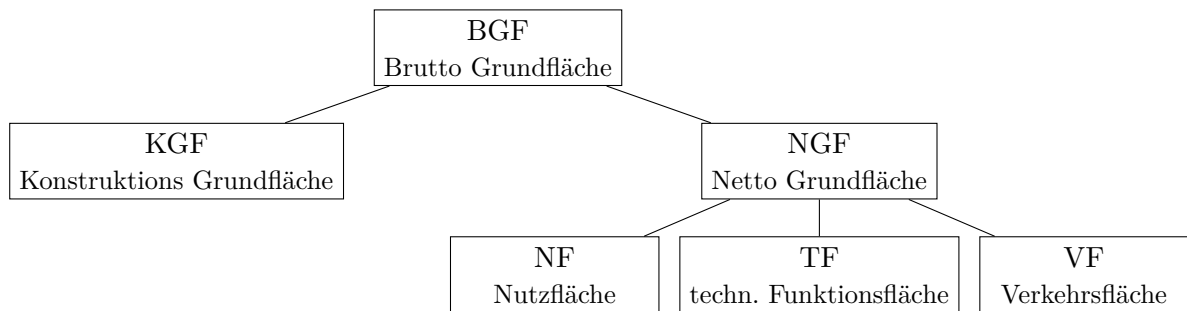 BGF
Brutto Grundfläche
KGF
Konstruktions Grundfläche
NGF
Netto Grundfläche
NF
Nutzfläche
TF
techn. Funktionsfläche
VF
Verkehrsfläche